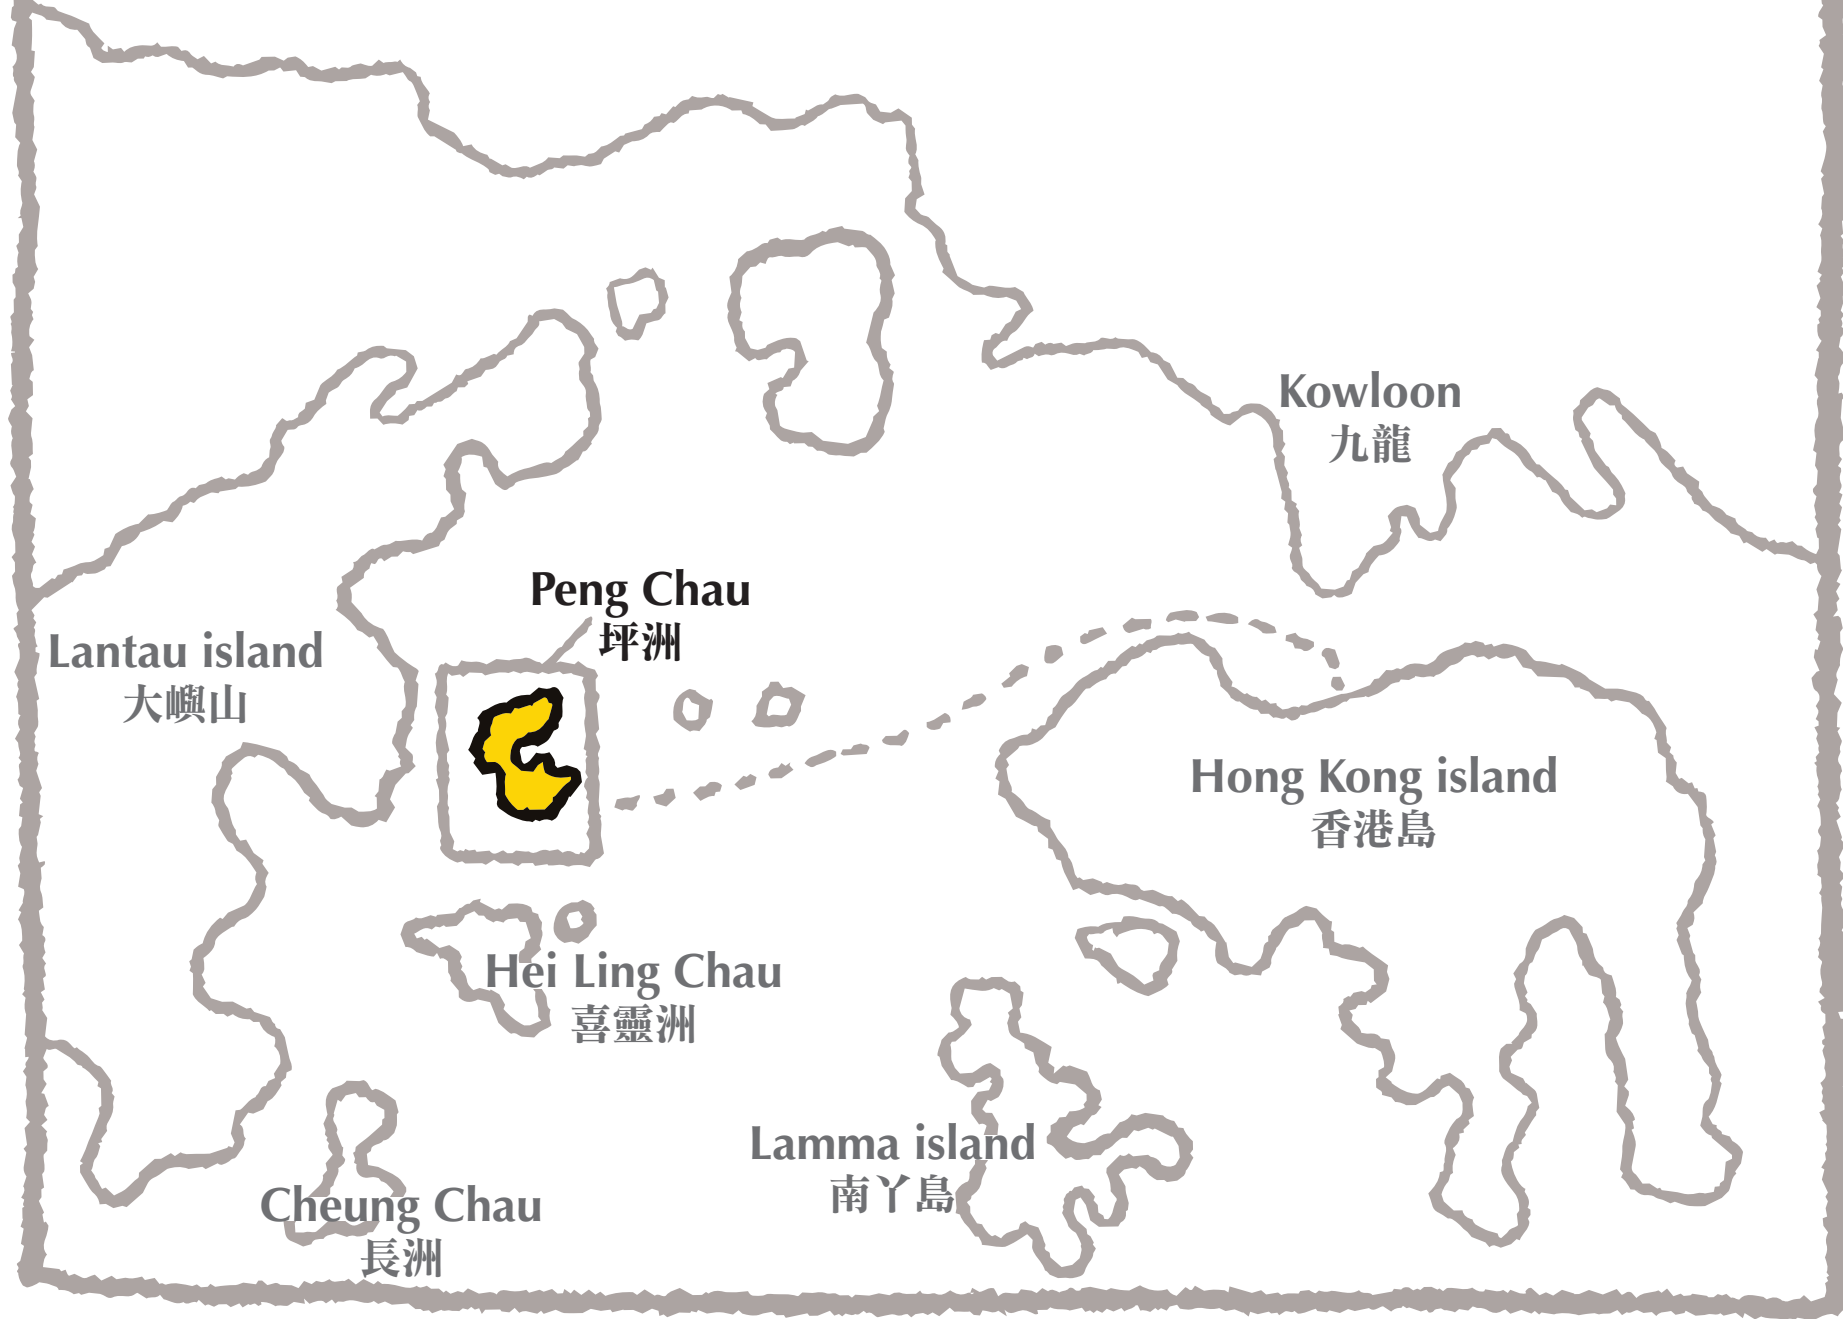 Kowloon
九龍
Peng Chau
坪洲
Lantau island
大嶼山
Hong Kong island
香港島
Hei Ling Chau
喜靈洲
Lamma island
南丫島
Cheung Chau
長洲